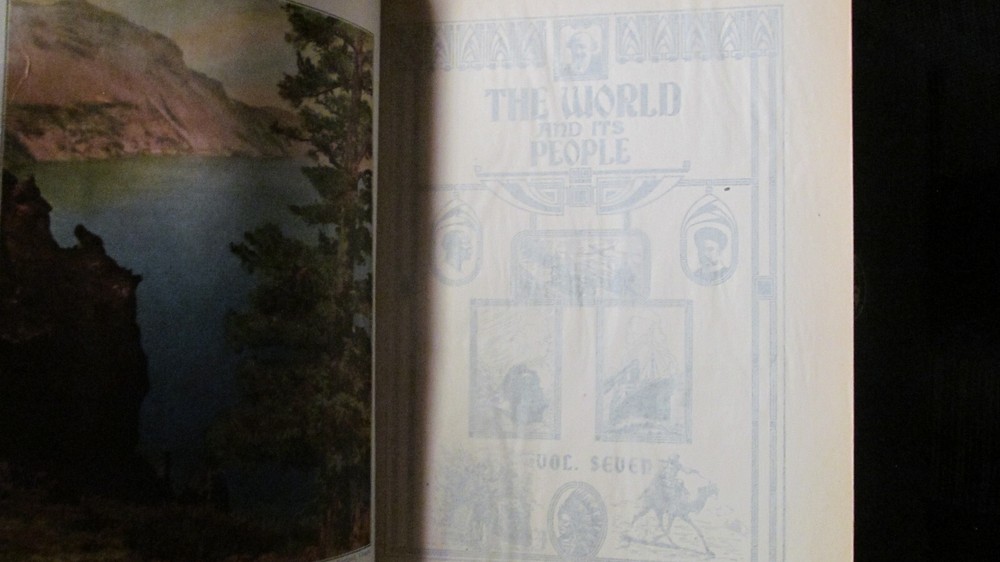 THE WORLD
AND ITS
PEOPLE
VOL. SEVEN